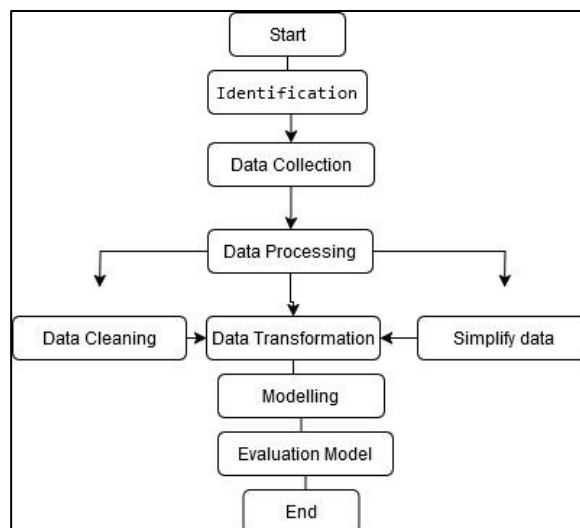 Start
Identification
Data Collection
Data Processing
Data Cleaning
Data Transformation
Simplify data
Modelling
Evaluation Model
End